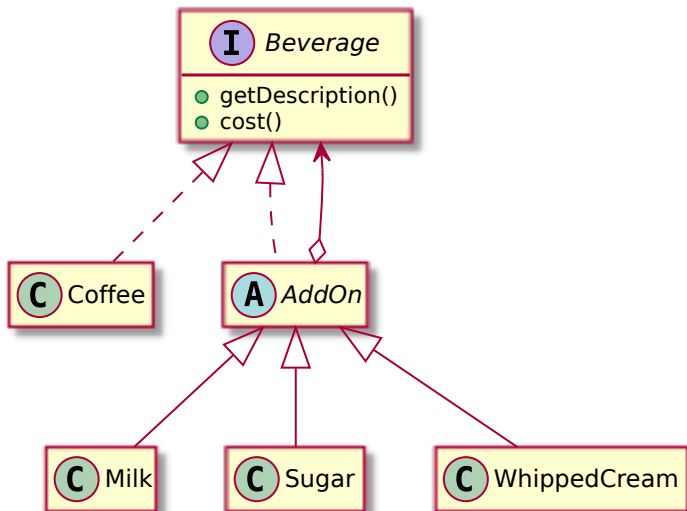 I Beverage
getDescription()
cost()
C Coffee
A AddOn
C Milk
C Sugar
C WhippedCream